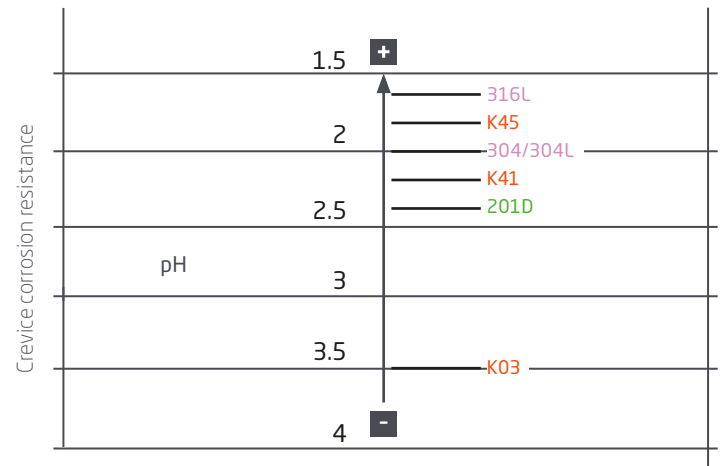 +
1.5
316L
K45
2
304/304L
K41
201D
2.5
pH
3
3.5
K03
-
4
Crevice corrosion resistance